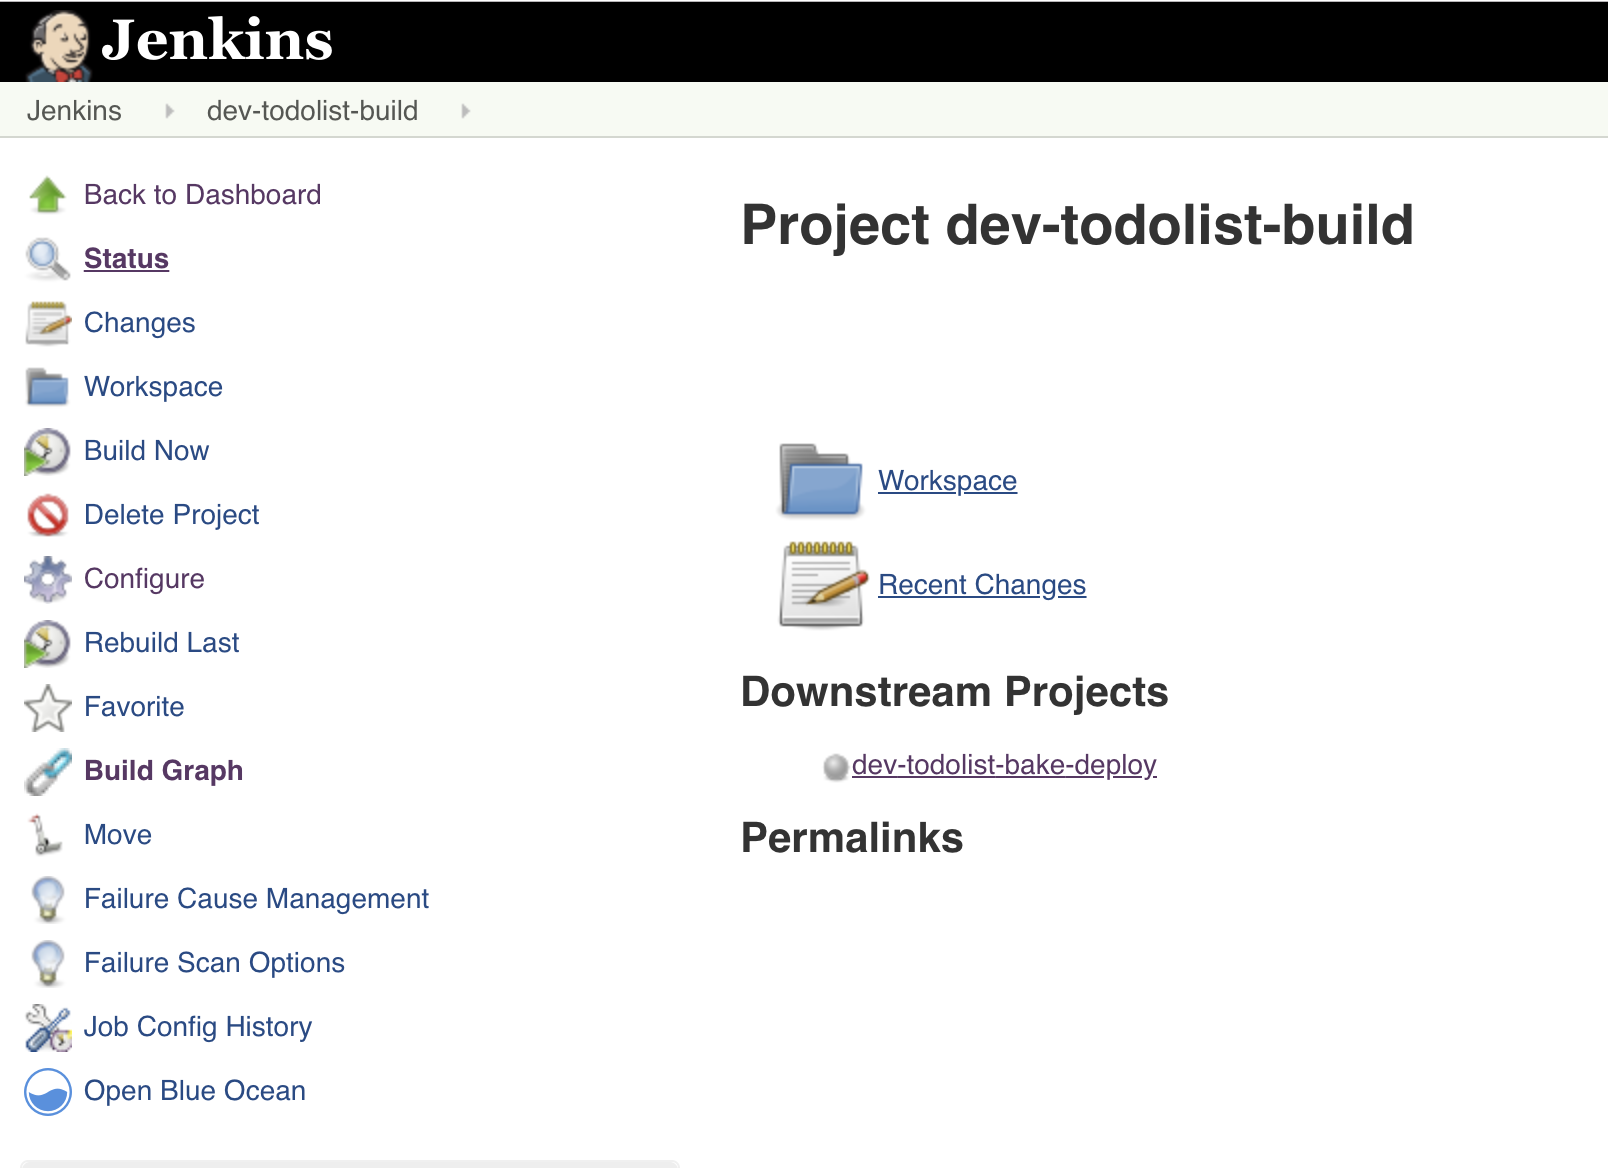 Jenkins
Jenkins dev-todolist-build
Back to Dashboard
Status
Changes
Workspace
Build Now
Delete Project
Configure
Rebuild Last
Favorite
Build Graph
Move
Failure Cause Management
Failure Scan Options
Job Config History
Open Blue Ocean
Project dev-todolist-build
Workspace
Recent Changes
Downstream Projects
dev-todolist-bake-deploy
Permalinks